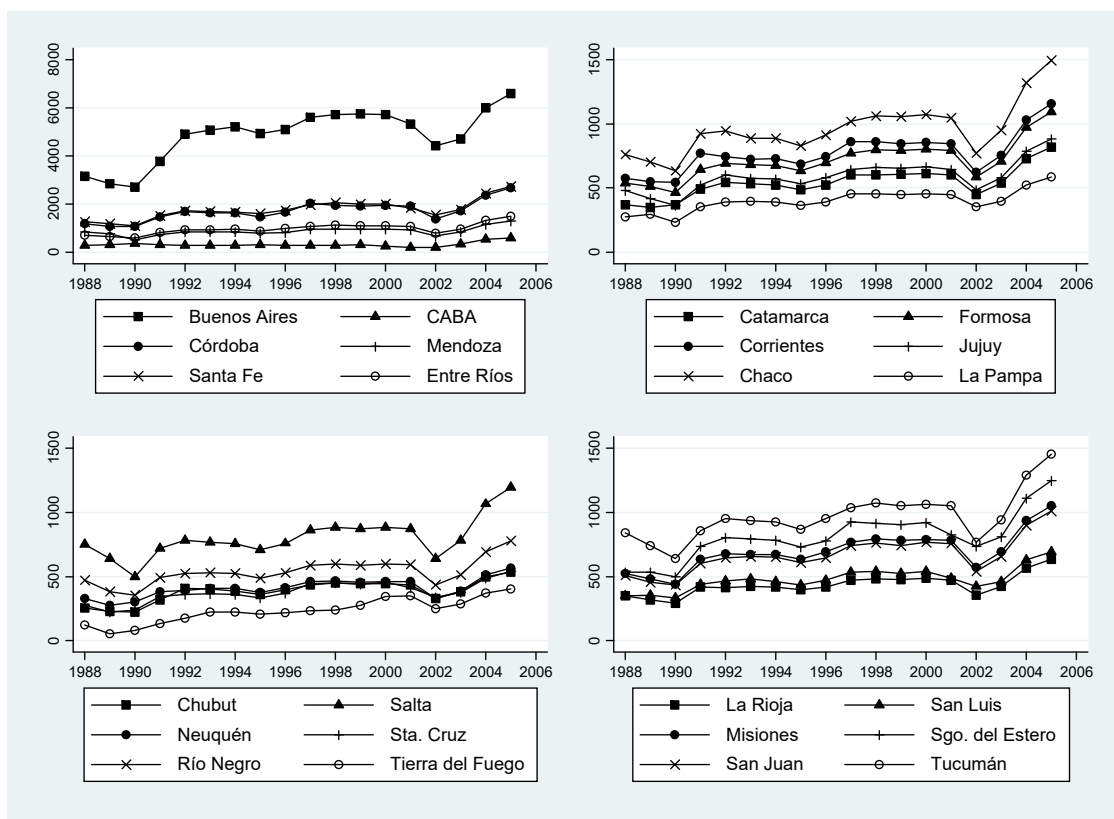 8000
6000
4000
2000
0
1988 1990 1992 1994 1996 1998 2000 2002 2004 2006
Buenos Aires CABA
Córdoba Mendoza
Santa Fe Entre Ríos
1500
1000
500
0
1988 1990 1992 1994 1996 1998 2000 2002 2004 2006
Catamarca Formosa
Corrientes Jujuy
Chaco La Pampa
1500
1000
500
0
1988 1990 1992 1994 1996 1998 2000 2002 2004 2006
Chubut Salta
Neuquén Sta. Cruz
Río Negro Tierra del Fuego
1500
1000
500
0
1988 1990 1992 1994 1996 1998 2000 2002 2004 2006
La Rioja San Luis
Misiones Sgo. del Estero
San Juan Tucumán